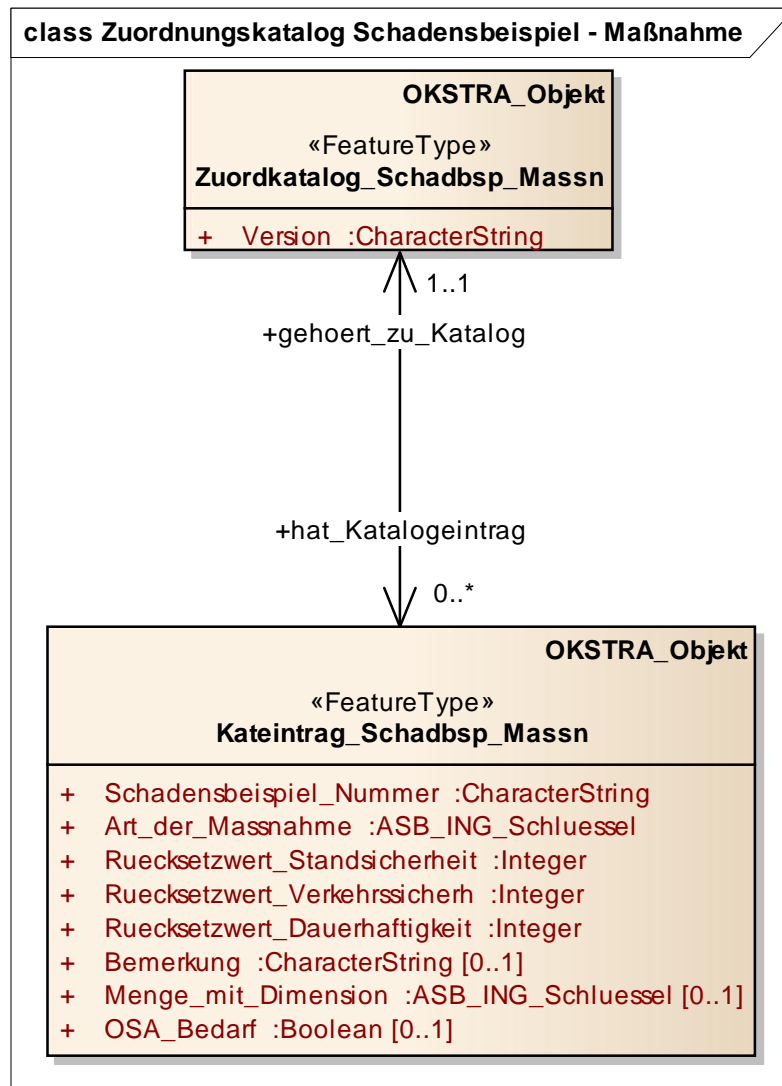 class Zuordnungskatalog Schadensbeispiel - Maßnahme
OKSTRA_Objekt
«FeatureType»
Zuordkatalog_Schadbsp_Massn
+ Version :CharacterString
1..1
+gehoert_zu_Katalog
+hat_Katalogeintrag
0..*
OKSTRA_Objekt
«FeatureType»
Kateintrag_Schadbsp_Massn
+ Schadensbeispiel_Nummer :CharacterString
+ Art_der_Massnahme :ASB_ING_Schluessel
+ Ruecksetzwert_Standsicherheit :Integer
+ Ruecksetzwert_Verkehrssicherh :Integer
+ Ruecksetzwert_Dauerhaftigkeit :Integer
+ Bemerkung :CharacterString [0..1]
+ Menge_mit_Dimension :ASB_ING_Schluessel [0..1]
+ OSA_Bedarf :Boolean [0..1]